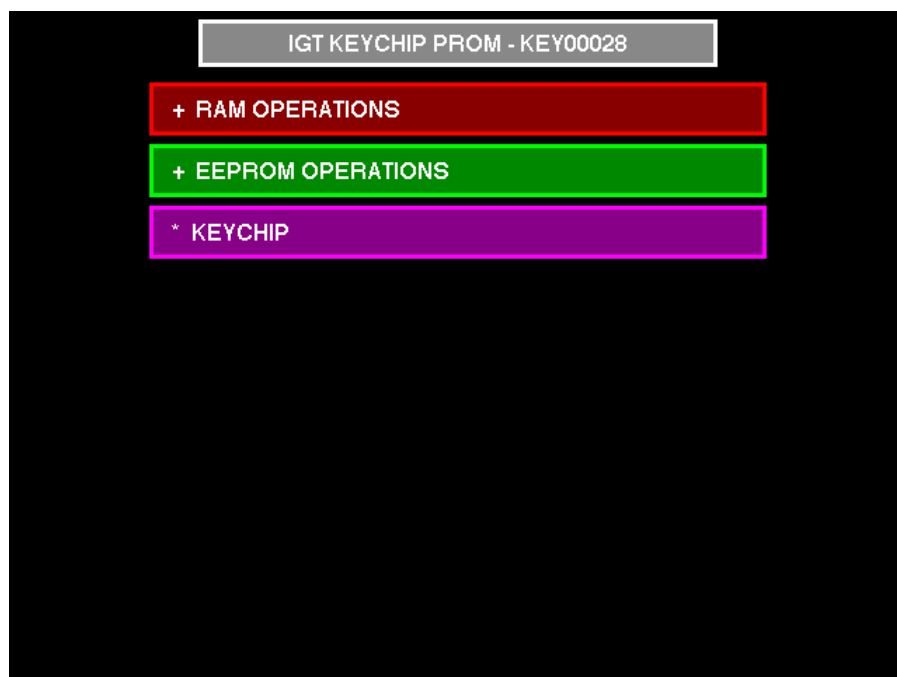 IGT KEYCHIP PROM - KEY00028
+ RAM OPERATIONS
+ EEPROM OPERATIONS
* KEYCHIP